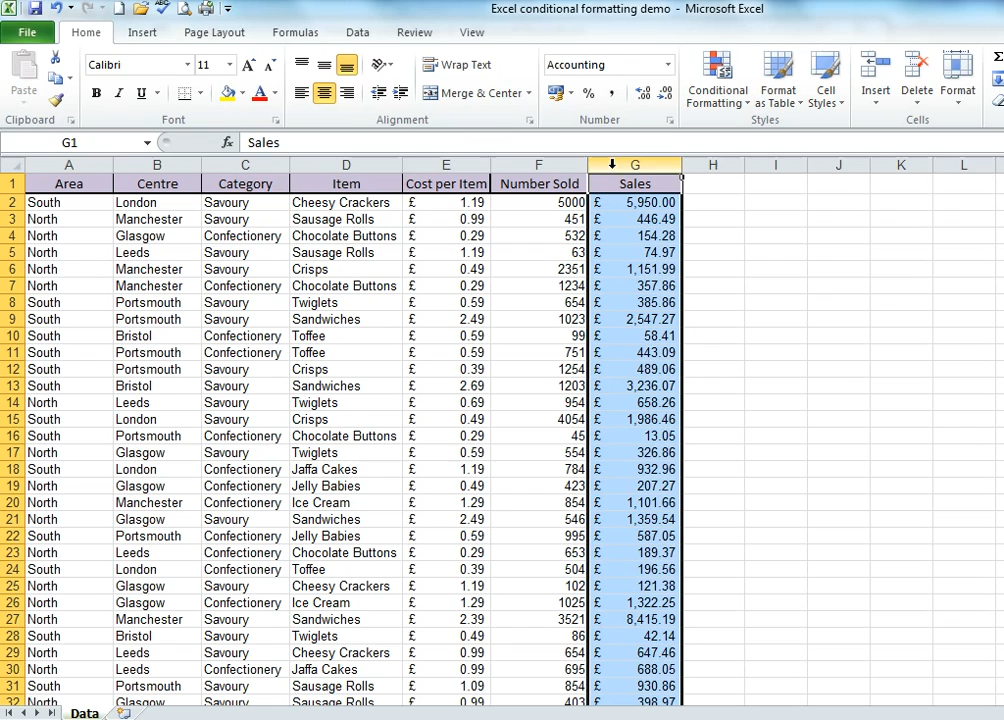 Excel conditional formatting demo - Microsoft Excel
File Home Insert Page Layout Formulas Data Review View
Calibri 11 Wrap Text Accounting
Paste B I U Merge & Center % , Conditional Formatting Format as Table Cell Styles Insert Delete Format
Clipboard Font Alignment Number Styles Cells
G1 fx Sales
A B C D E F G H I J K L
1 Area Centre Category Item Cost per Item Number Sold Sales
2 South London Savoury Cheesy Crackers £ 1.19 5000 £ 5,950.00
3 North Manchester Savoury Sausage Rolls £ 0.99 451 £ 446.49
4 North Glasgow Confectionery Chocolate Buttons £ 0.29 532 £ 154.28
5 North Leeds Savoury Sausage Rolls £ 1.19 63 £ 74.97
6 North Manchester Savoury Crisps £ 0.49 2351 £ 1,151.99
7 North Manchester Confectionery Chocolate Buttons £ 0.29 1234 £ 357.86
8 South Portsmouth Savoury Twiglets £ 0.59 654 £ 385.86
9 South Portsmouth Savoury Sandwiches £ 2.49 1023 £ 2,547.27
10 South Bristol Confectionery Toffee £ 0.59 99 £ 58.41
11 South Portsmouth Confectionery Toffee £ 0.59 751 £ 443.09
12 South Portsmouth Savoury Crisps £ 0.39 1254 £ 489.06
13 South Bristol Savoury Sandwiches £ 2.69 1203 £ 3,236.07
14 North Leeds Savoury Twiglets £ 0.69 954 £ 658.26
15 South London Savoury Crisps £ 0.49 4054 £ 1,986.46
16 South Portsmouth Confectionery Chocolate Buttons £ 0.29 45 £ 13.05
17 North Glasgow Savoury Twiglets £ 0.59 554 £ 326.86
18 South London Confectionery Jaffa Cakes £ 1.19 784 £ 932.96
19 North Glasgow Confectionery Jelly Babies £ 0.49 423 £ 207.27
20 North Manchester Confectionery Ice Cream £ 1.29 854 £ 1,101.66
21 North Glasgow Savoury Sandwiches £ 2.49 546 £ 1,359.54
22 South Portsmouth Confectionery Jelly Babies £ 0.59 995 £ 587.05
23 North Leeds Confectionery Chocolate Buttons £ 0.29 653 £ 189.37
24 South London Confectionery Toffee £ 0.39 504 £ 196.56
25 North Glasgow Savoury Cheesy Crackers £ 1.19 102 £ 121.38
26 North Glasgow Confectionery Ice Cream £ 1.29 1025 £ 1,322.25
27 North Manchester Savoury Sandwiches £ 2.39 3521 £ 8,415.19
28 South Bristol Savoury Twiglets £ 0.49 86 £ 42.14
29 North Leeds Savoury Cheesy Crackers £ 0.99 654 £ 647.46
30 North Leeds Confectionery Jaffa Cakes £ 0.99 695 £ 688.05
31 South Portsmouth Savoury Sausage Rolls £ 1.09 854 £ 930.86
32 North Glasgow Savoury Sausage Rolls £ 0.99 403 £ 398.97
Data